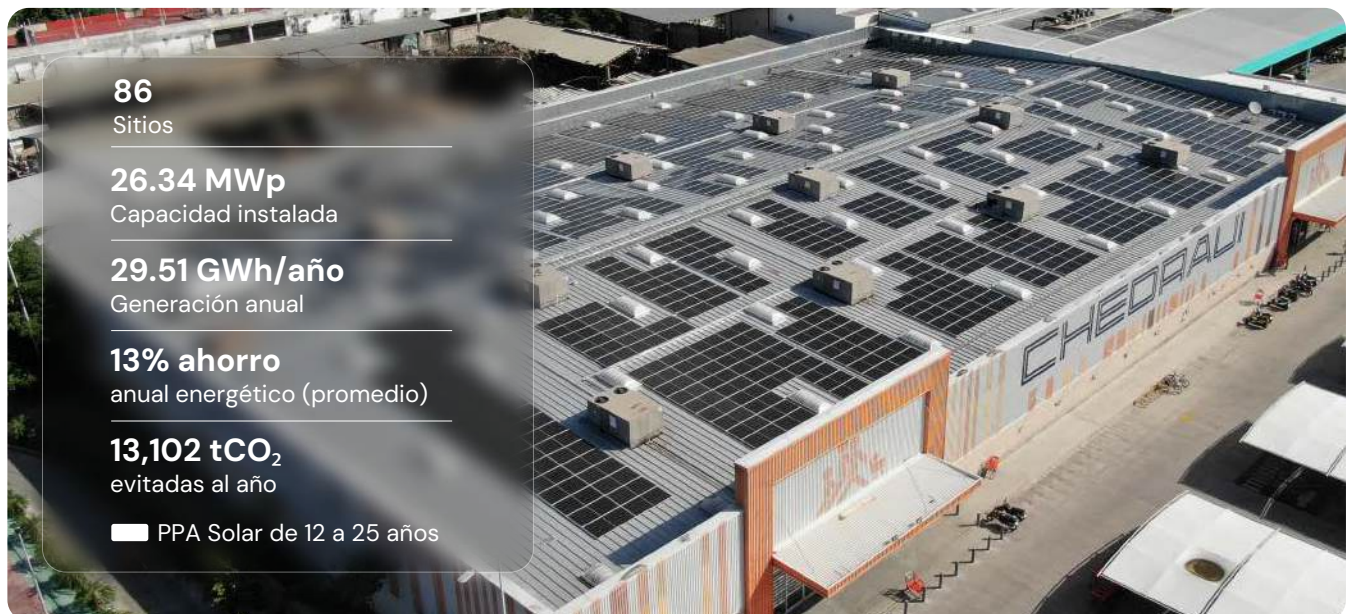 86
Sitios
26.34 MWp
Capacidad instalada
29.51 GWh/año
Generación anual
13% ahorro
anual energético (promedio)
13,102 tCO₂
evitadas al año
PPA Solar de 12 a 25 años
CHEDRAUI